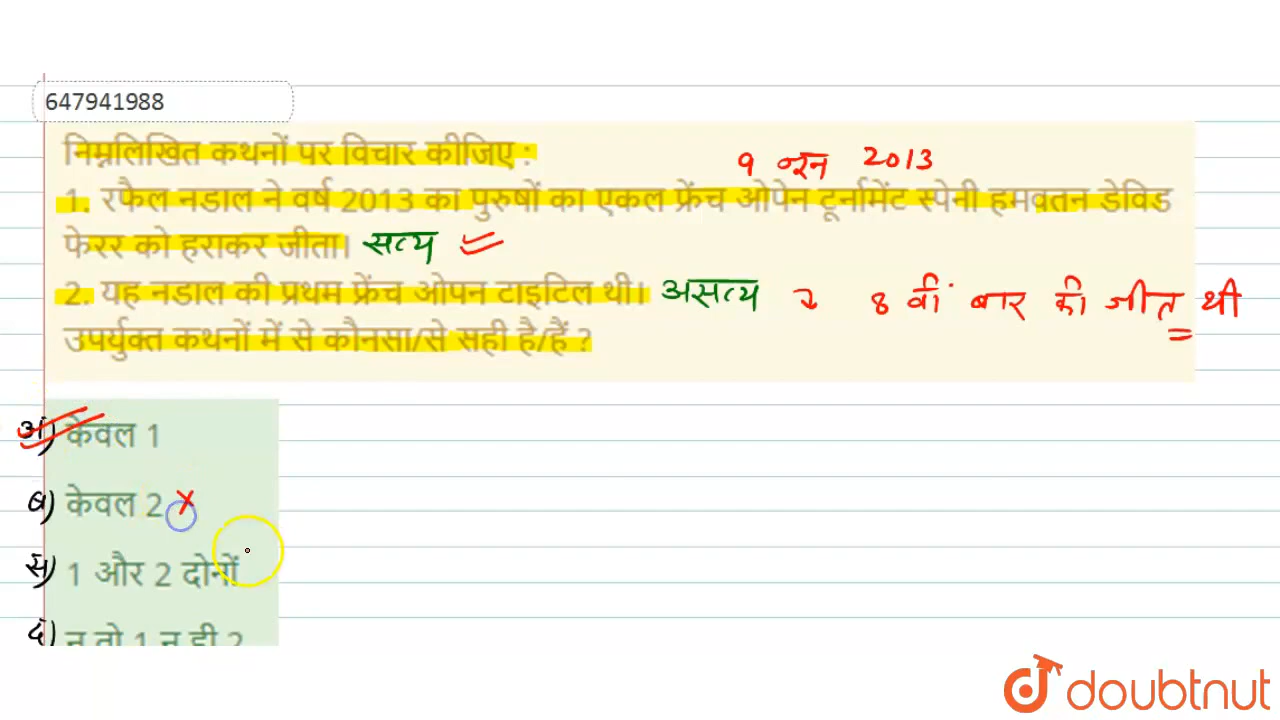 647941988
निम्नलिखित कथनों पर विचार कीजिए :
9 जून 2013
1. रफैल नडाल ने वर्ष 2013 का पुरुषों का एकल फ्रेंच ओपेन टूर्नामेंट स्पेनी हमवतन डेविड
फेरर को हराकर जीता। सत्य
2. यह नडाल की प्रथम फ्रेंच ओपन टाइटिल थी। असत्य 8 वीं बार की जीत थी
उपर्युक्त कथनों में से कौनसा/से सही है/हैं ?
अ) केवल 1
ब) केवल 2 x
स) 1 और 2 दोनों
द) न तो 1 न ही 2
doubtnut